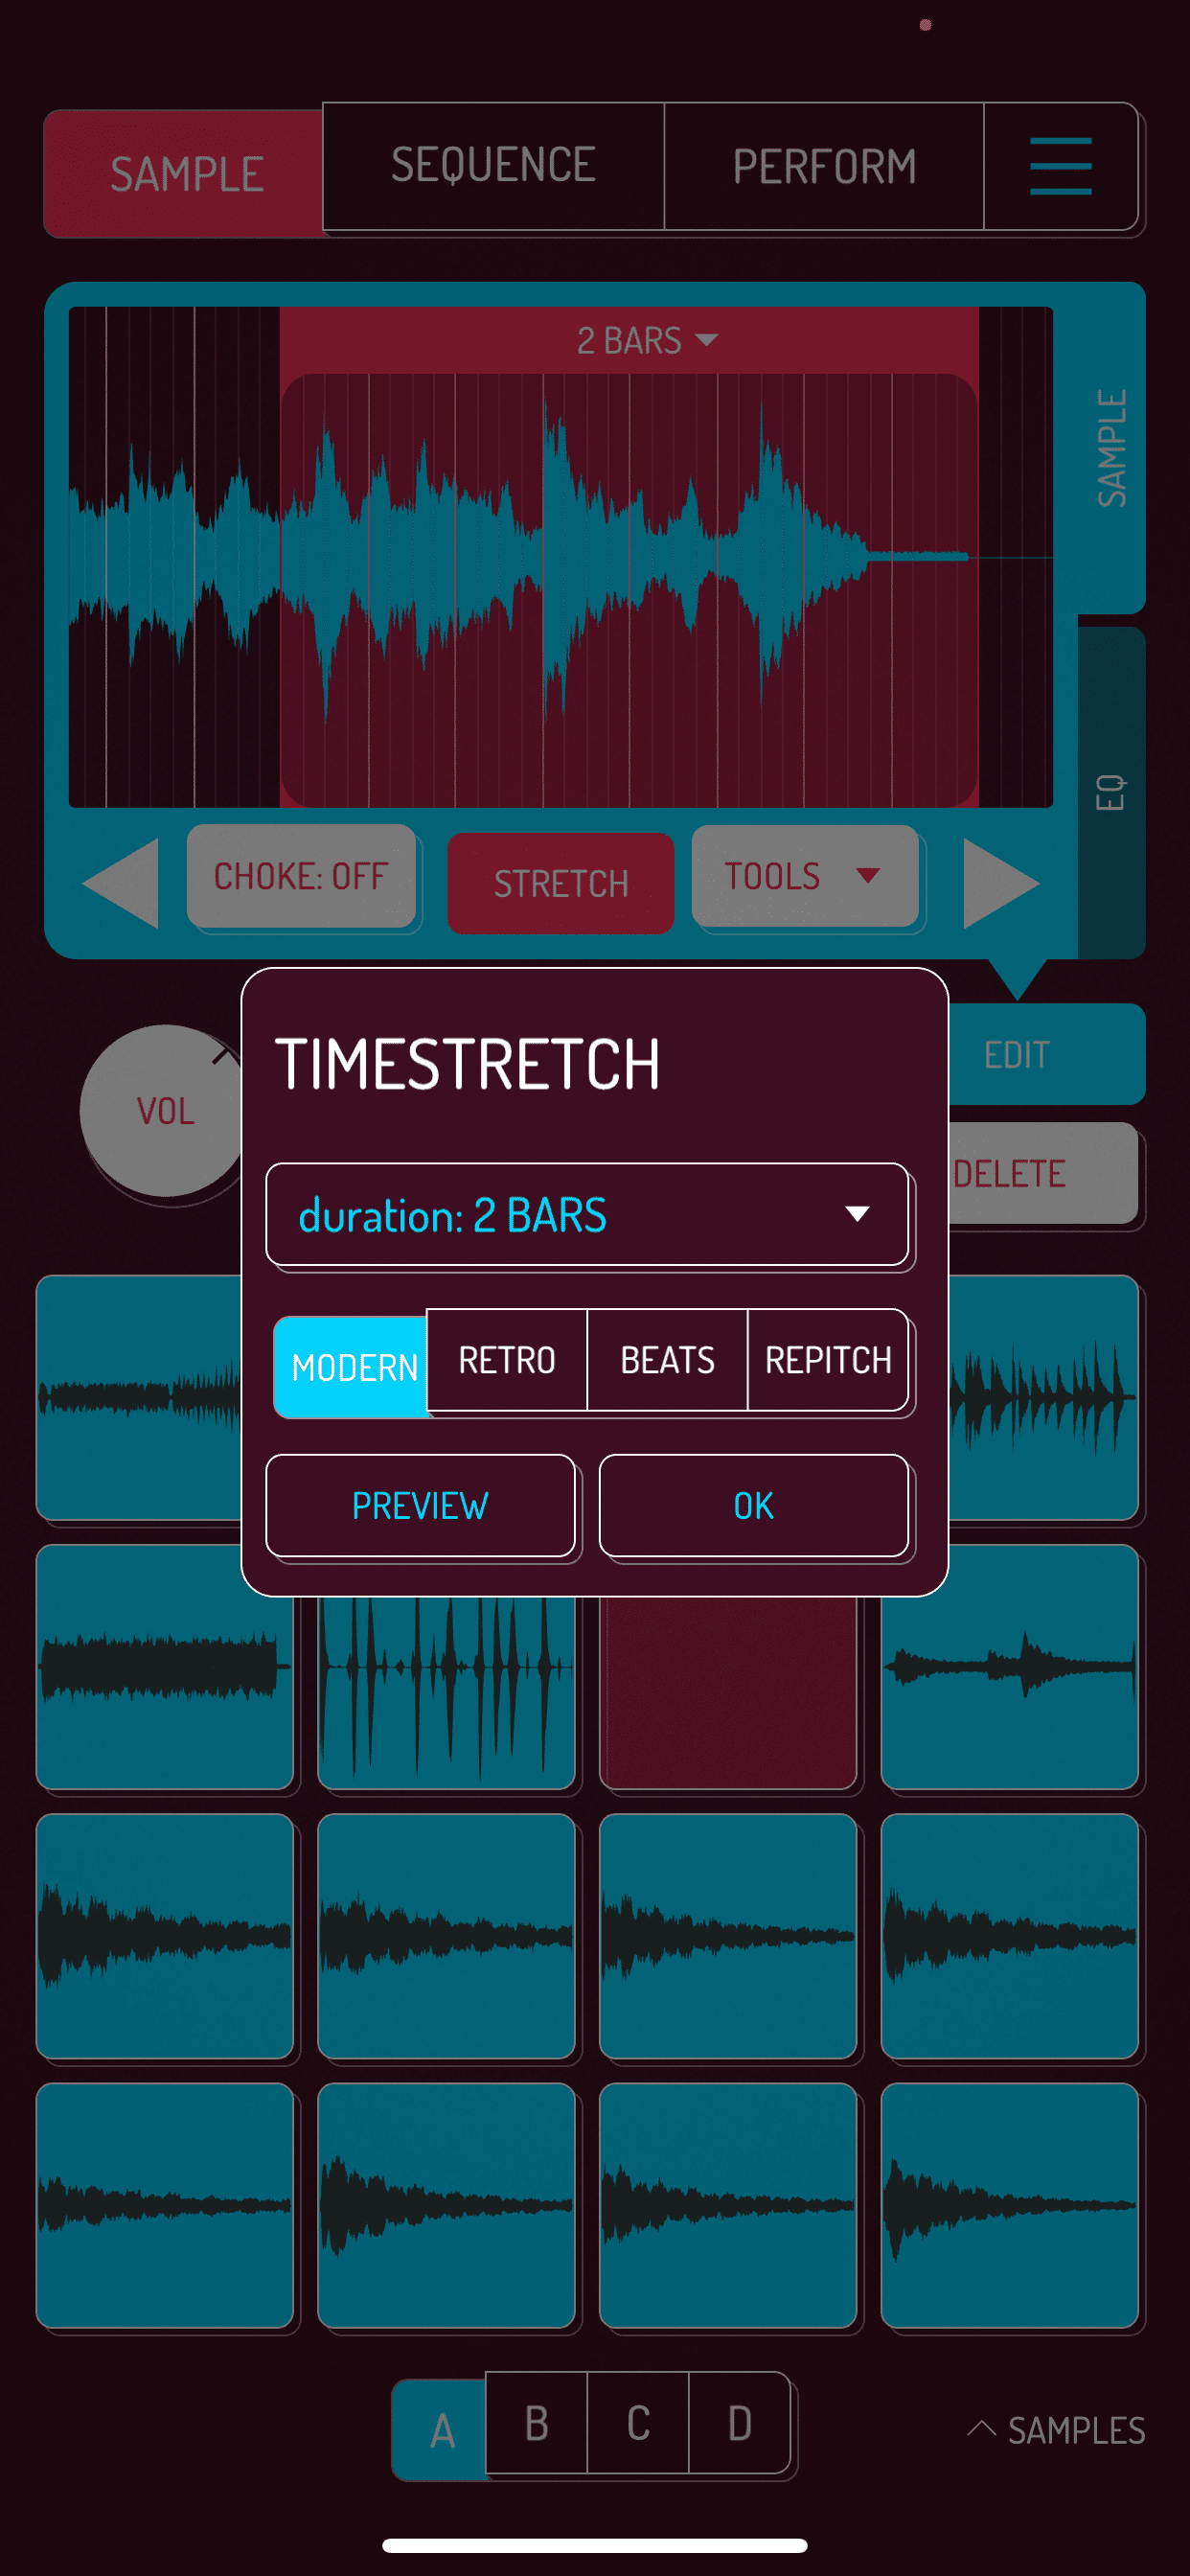 SAMPLE
SEQUENCE
PERFORM
2 BARS
SAMPLE
EQ
CHOKE: OFF
STRETCH
TOOLS
VOL
EDIT
DELETE
TIMESTRETCH
duration: 2 BARS
MODERN
RETRO
BEATS
REPITCH
PREVIEW
OK
A
B
C
D
SAMPLES